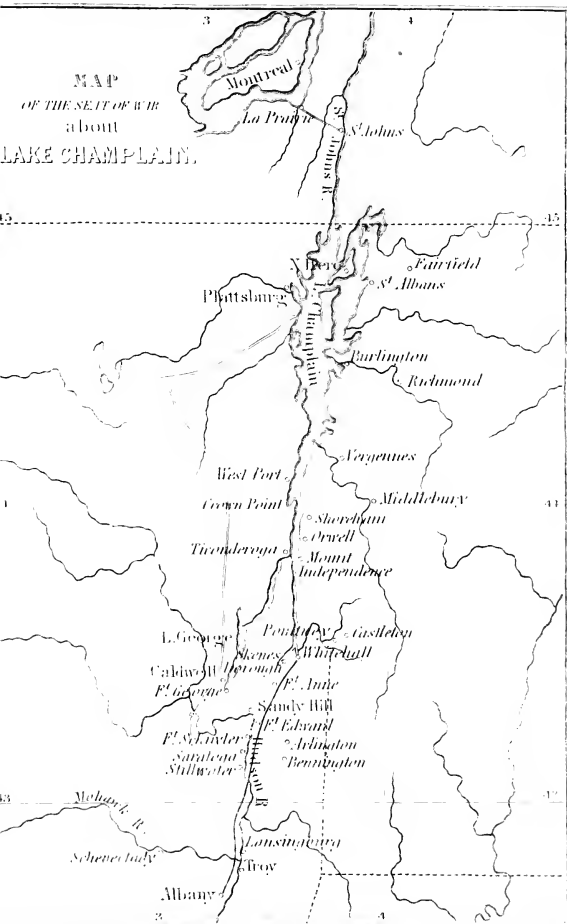 3 4
MAP
OF THE SEAT OF WAR
about
LAKE CHAMPLAIN.
Montreal
La Prairie
St. Johns
St. Johns R.
45 45
N. Hero
Fairfield
St. Albans
Plattsburg
L. Champlain
Burlington
Richmond
Vergennes
West Port
Crown Point
Middlebury
44
Shoreham
Orwell
Ticonderoga
Mount
Independence
L. George
Poultney
Castleton
Skenes
borough
Whitehall
Caldwell
Ft. George
Ft. Anne
Sandy Hill
Ft. Edward
Ft. Schuyler
Arlington
Saratoga
Bennington
Stillwater
Hudson R.
43 43
Mohawk R.
Lansingburg
Schenectady
Troy
Albany
3 4